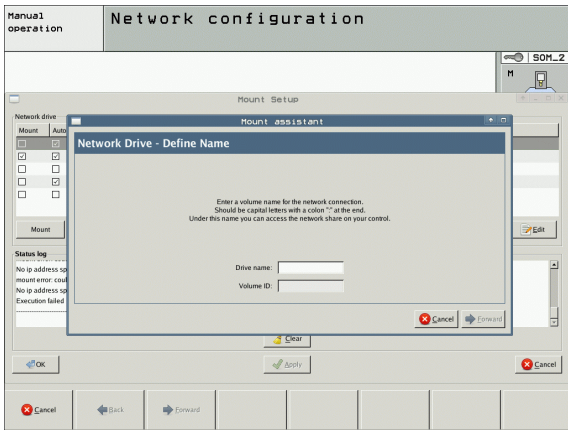 Manual
operation
Network configuration
SOM_2
M
Mount Setup
Network drive
Mount Auto
Mount assistant
Network Drive - Define Name
Enter a volume name for the network connection.
Should be capital letters with a colon ":" at the end.
Under this name you can access the network share on your control.
Drive name:
Volume ID:
Cancel Forward
Mount
Edit
Status log
No ip address sp
mount error: coul
No ip address sp
Execution failed
Clear
OK Apply Cancel
Cancel Back Forward